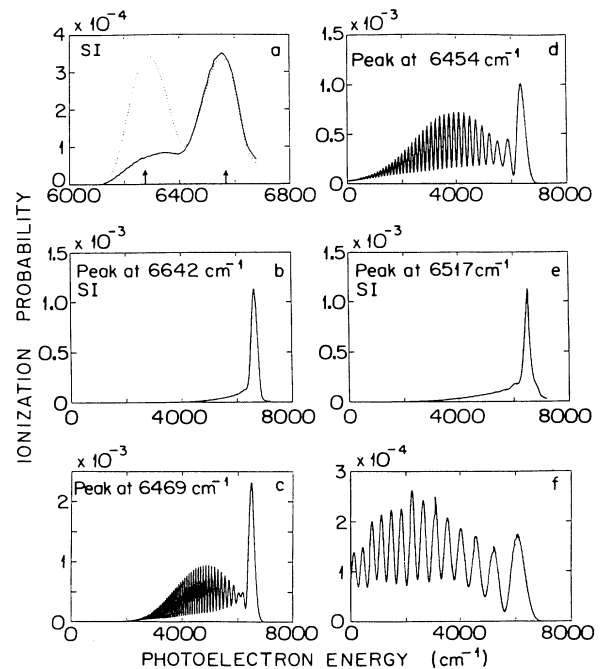 x 10⁻⁴
4
3
2
1
0
SI
a
6000
6400
6800
x 10⁻³
1.0
0.5
0
Peak at 6454 cm⁻¹
d
0
4000
8000
1.5
1.0
0.5
0
x 10⁻³
Peak at 6642 cm⁻¹
b
SI
0
4000
8000
x 10⁻³
1.5
1.0
0.5
0
Peak at 6517cm⁻¹
e
SI
0
4000
8000
x 10⁻³
2
1
0
Peak at 6469 cm⁻¹
c
0
4000
8000
x 10⁻⁴
3
2
1
0
f
0
4000
8000
IONIZATION PROBABILITY
PHOTOELECTRON ENERGY (cm⁻¹)